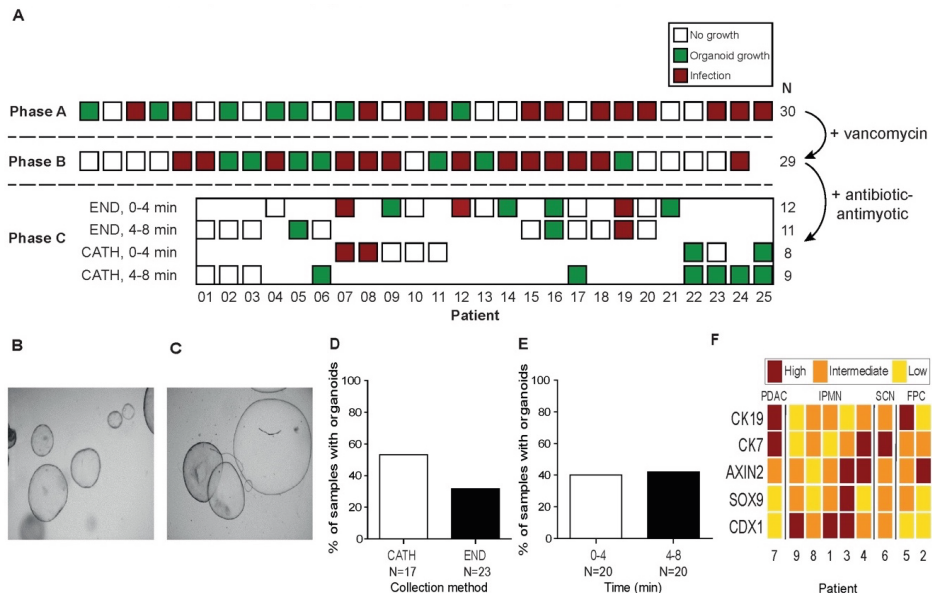 A
No growth
Organoid growth
Infection
N
Phase A
30
+ vancomycin
Phase B
29
+ antibiotic-
antimyotic
Phase C
END, 0-4 min
12
END, 4-8 min
11
CATH, 0-4 min
8
CATH, 4-8 min
9
01 02 03 04 05 06 07 08 09 10 11 12 13 14 15 16 17 18 19 20 21 22 23 24 25
Patient
B
C
D
% of samples with organoids
100
80
60
40
20
0
CATH END
N=17 N=23
Collection method
E
% of samples with organoids
100
80
60
40
20
0
0-4 4-8
N=20 N=20
Time (min)
F
High Intermediate Low
PDAC IPMN SCN FPC
CK19
CK7
AXIN2
SOX9
CDX1
7 9 8 1 3 4 6 5 2
Patient